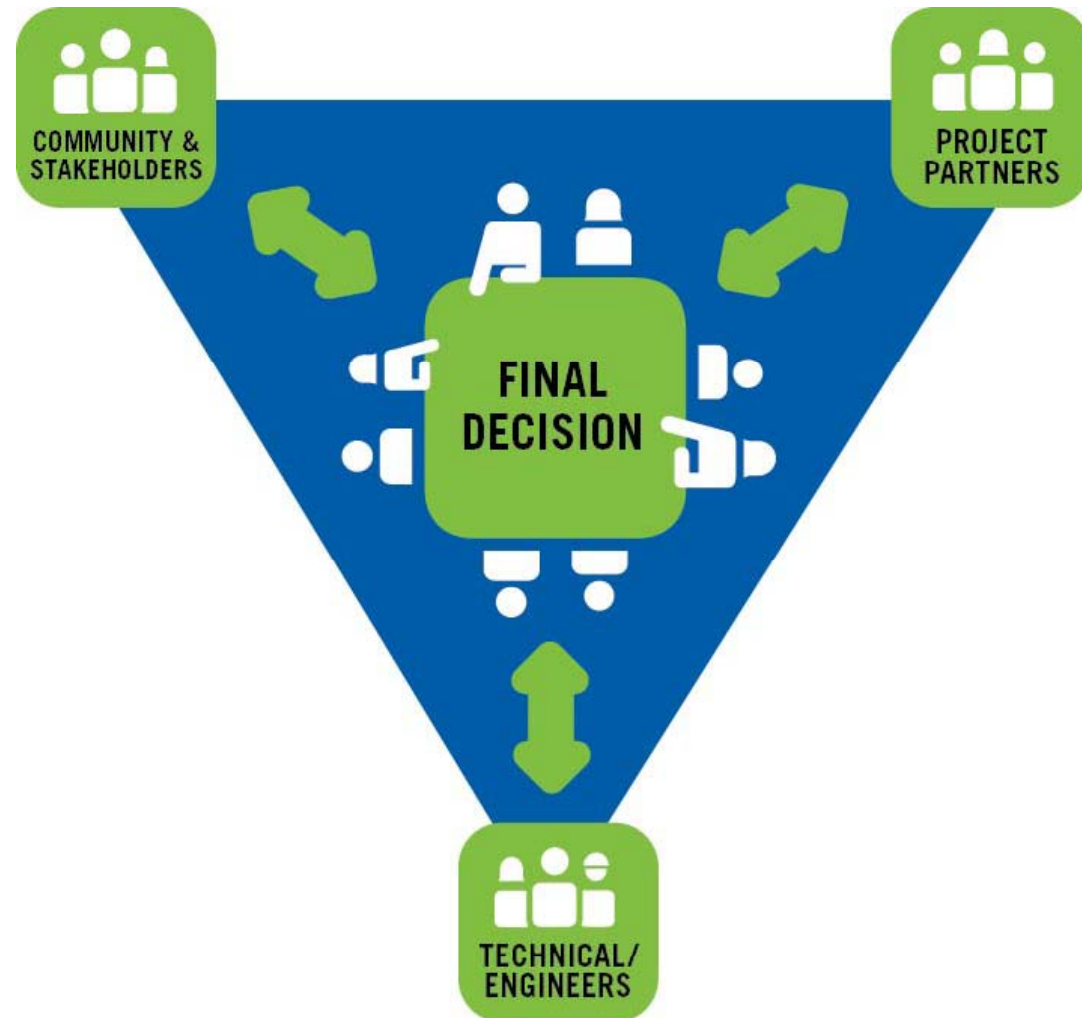 COMMUNITY &
STAKEHOLDERS
PROJECT
PARTNERS
FINAL
DECISION
TECHNICAL/
ENGINEERS